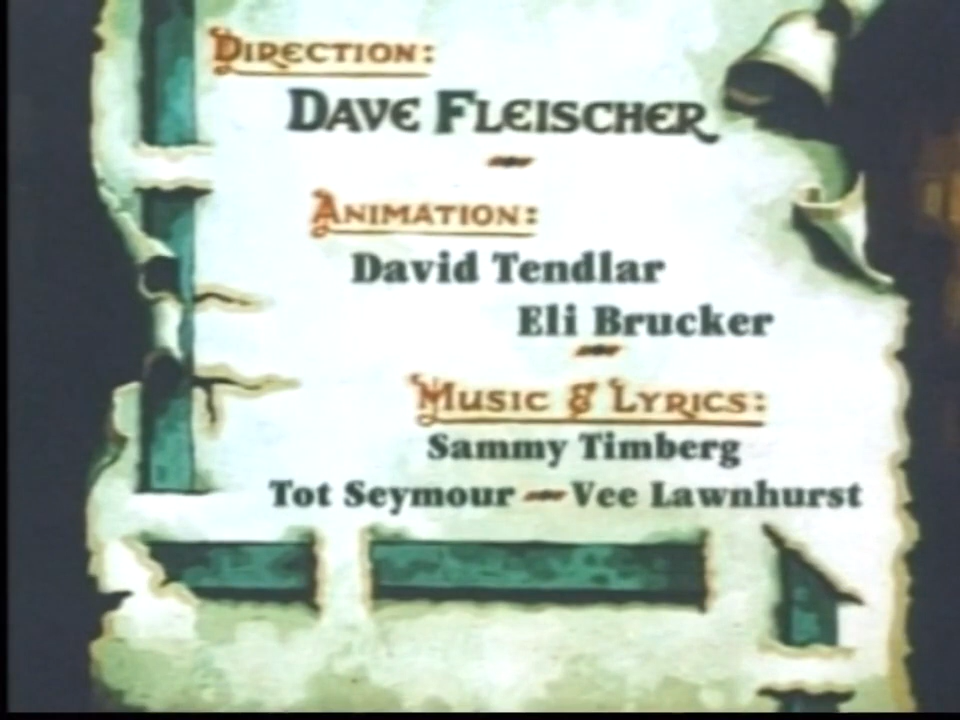 DIRECTION:
DAVE FLEISCHER
ANIMATION:
David Tendlar
Eli Brucker
MUSIC & LYRICS:
Sammy Timberg
Tot Seymour — Vee Lawnhurst